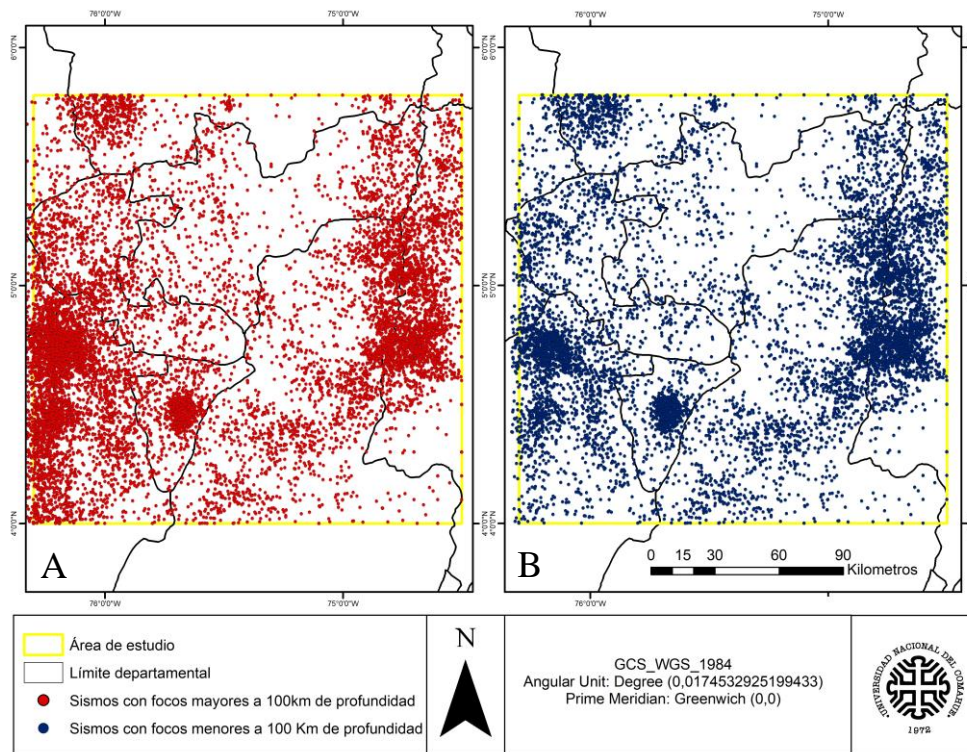 76°0'0"W
75°0'0"W
76°0'0"W
75°0'0"W
6°0'0"N
5°0'0"N
4°0'0"N
6°0'0"N
5°0'0"N
4°0'0"N
A
B
0 15 30 60 90
Kilometros
76°0'0"W
75°0'0"W
76°0'0"W
75°0'0"W
Área de estudio
Límite departamental
Sismos con focos mayores a 100km de profundidad
Sismos con focos menores a 100 Km de profundidad
N
GCS_WGS_1984
Angular Unit: Degree (0,0174532925199433)
Prime Meridian: Greenwich (0,0)
UNIVERSIDAD NACIONAL DEL COMAHUE
1972